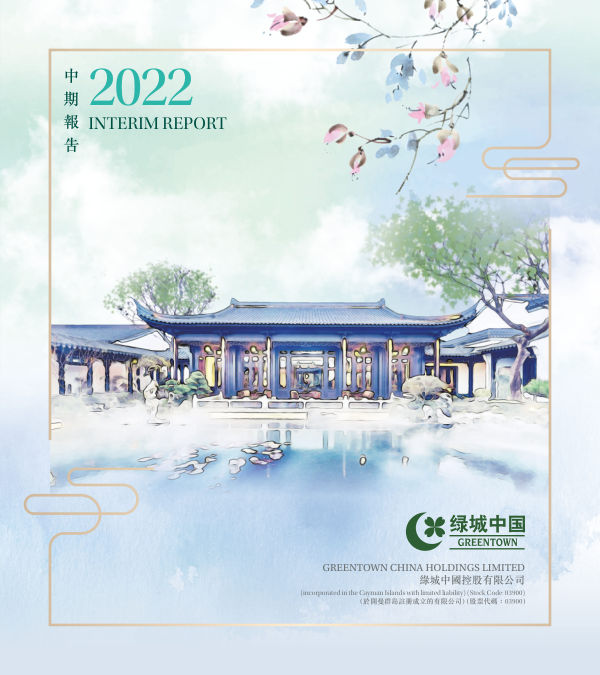 中期報告
2022
INTERIM REPORT
绿城中国
GREENTOWN
GREENTOWN CHINA HOLDINGS LIMITED
綠城中國控股有限公司
(incorporated in the Cayman Islands with limited liability) (Stock Code: 03900)
(於開曼群島註冊成立的有限公司) (股票代碼：03900)